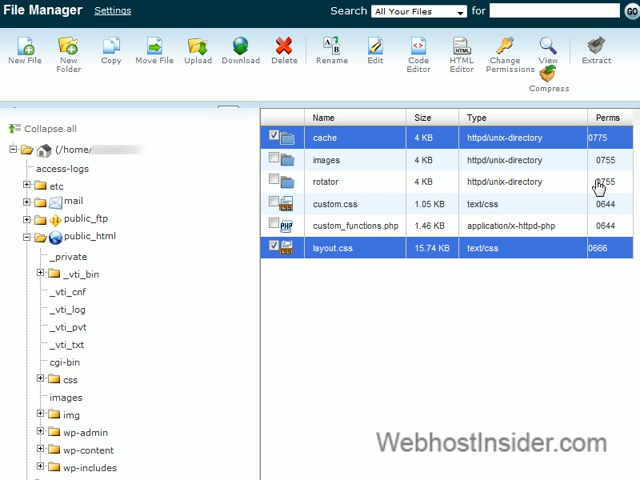 File Manager Settings Search All Your Files for GO
New File New Folder Copy Move File Upload Download Delete Rename Edit Code Editor HTML Editor Change Permissions View Extract
Compress
Collapse all
(/home/
access-logs
etc
mail
public_ftp
public_html
_private
_vti_bin
_vti_cnf
_vti_log
_vti_pvt
_vti_txt
cgi-bin
css
images
img
wp-admin
wp-content
wp-includes
Name Size Type Perms
cache 4 KB httpd/unix-directory 0775
images 4 KB httpd/unix-directory 0755
rotator 4 KB httpd/unix-directory 0755
custom.css 1.05 KB text/css 0644
custom_functions.php 1.46 KB application/x-httpd-php 0644
layout.css 15.74 KB text/css 0666
WebhostInsider.com